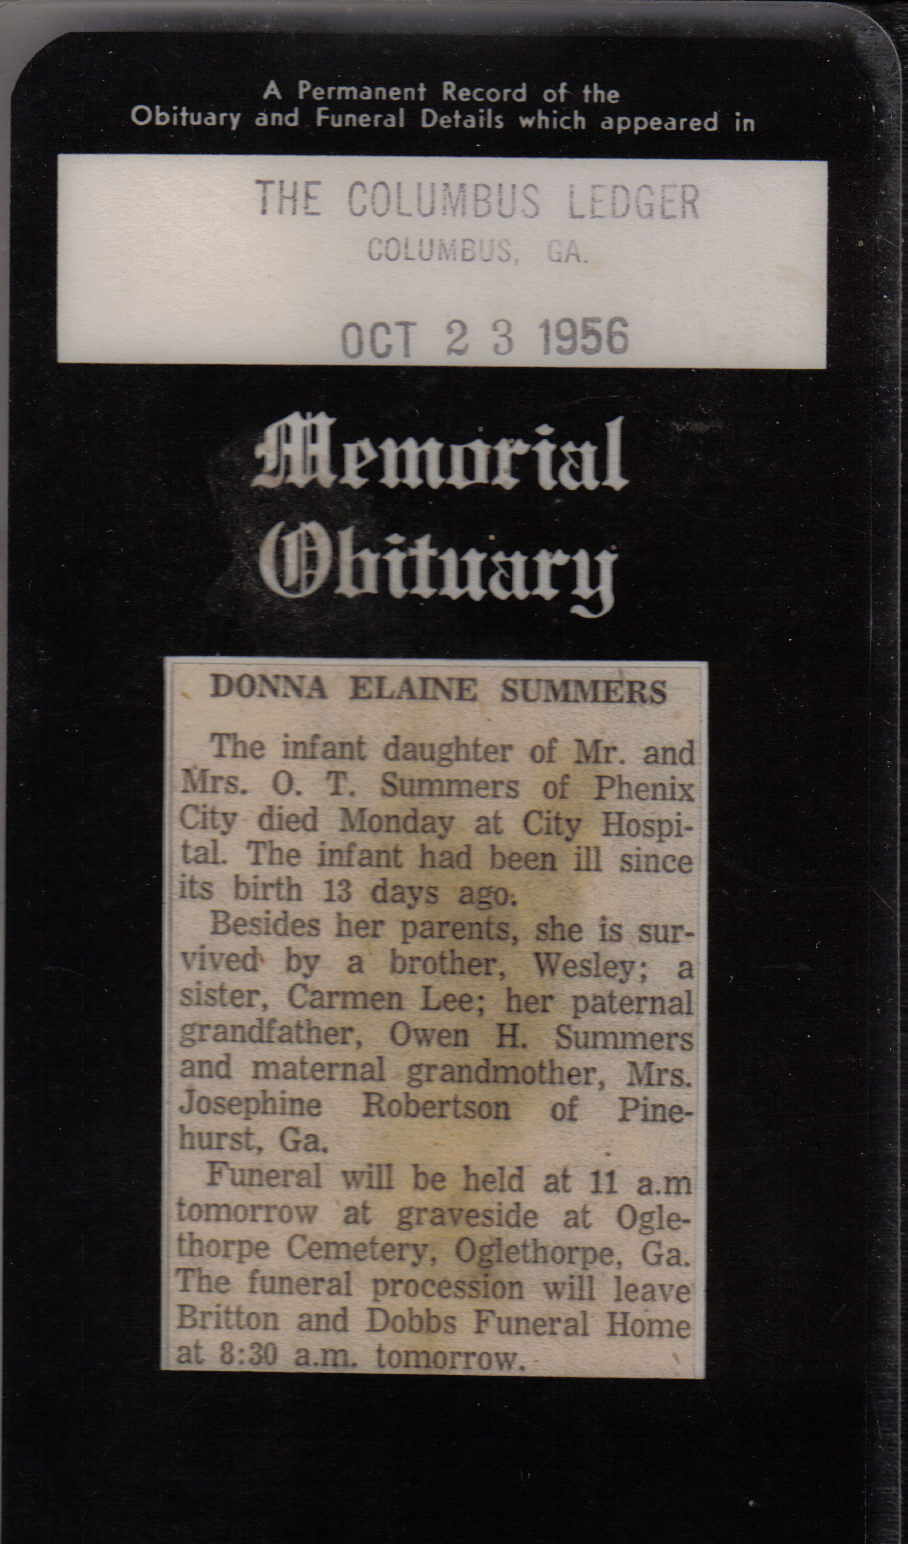 A Permanent Record of the
Obituary and Funeral Details which appeared in
THE COLUMBUS LEDGER
COLUMBUS, GA.
OCT 23 1956
Memorial
Obituary
DONNA ELAINE SUMMERS
The infant daughter of Mr. and
Mrs. O. T. Summers of Phenix
City died Monday at City Hospi-
tal. The infant had been ill since
its birth 13 days ago.
Besides her parents, she is sur-
vived by a brother, Wesley; a
sister, Carmen Lee; her paternal
grandfather, Owen H. Summers
and maternal grandmother, Mrs.
Josephine Robertson of Pine-
hurst, Ga.
Funeral will be held at 11 a.m
tomorrow at graveside at Ogle-
thorpe Cemetery, Oglethorpe, Ga.
The funeral procession will leave
Britton and Dobbs Funeral Home
at 8:30 a.m. tomorrow.